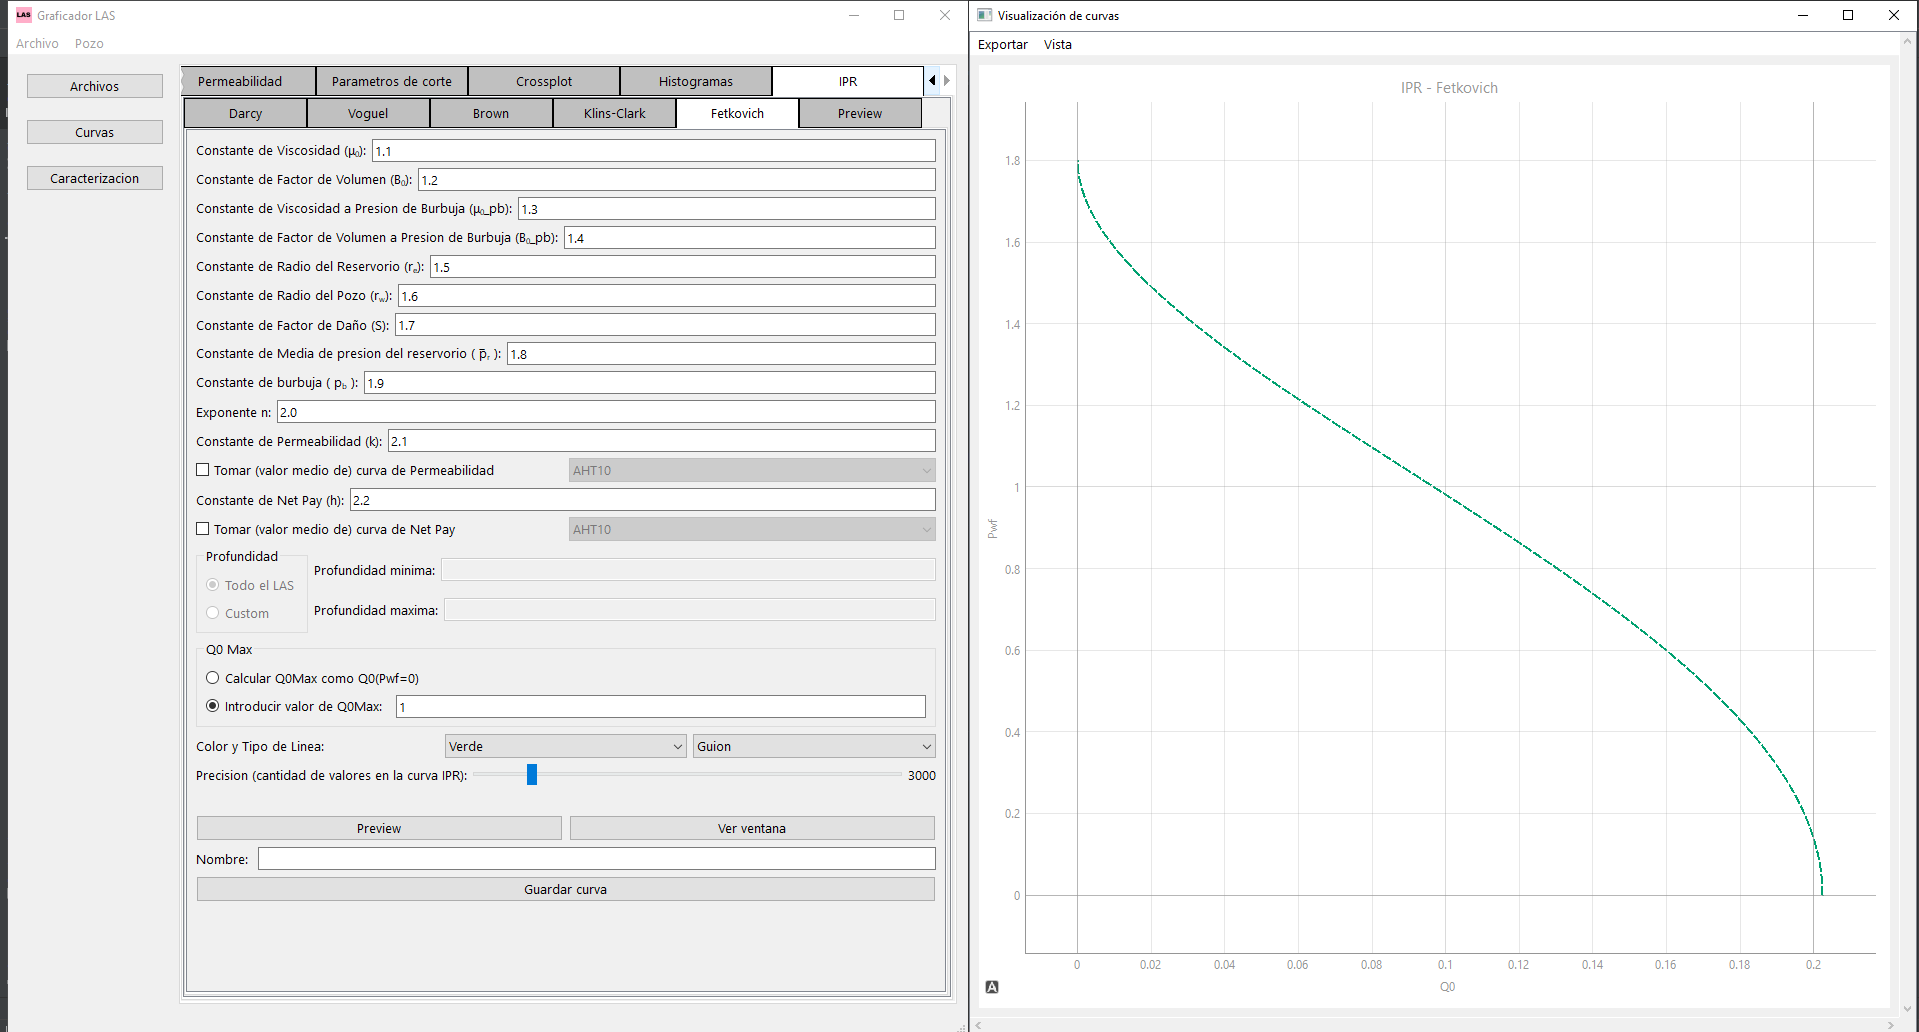 LAS Graficador LAS
Archivo Pozo
Archivos
Curvas
Caracterizacion
Permeabilidad Parametros de corte Crossplot Histogramas IPR
Darcy Voguel Brown Klins-Clark Fetkovich Preview
Constante de Viscosidad (μ₀): 1.1
Constante de Factor de Volumen (B₀): 1.2
Constante de Viscosidad a Presion de Burbuja (μ₀_pb): 1.3
Constante de Factor de Volumen a Presion de Burbuja (B₀_pb): 1.4
Constante de Radio del Reservorio (rₑ): 1.5
Constante de Radio del Pozo (r𝓌): 1.6
Constante de Factor de Daño (S): 1.7
Constante de Media de presion del reservorio ( p̅ᵣ ): 1.8
Constante de burbuja ( p_b ): 1.9
Exponente n: 2.0
Constante de Permeabilidad (k): 2.1
Tomar (valor medio de) curva de Permeabilidad AHT10
Constante de Net Pay (h): 2.2
Tomar (valor medio de) curva de Net Pay AHT10
Profundidad
Todo el LAS
Custom
Profundidad minima:
Profundidad maxima:
Q0 Max
Calcular Q0Max como Q0(Pwf=0)
Introducir valor de Q0Max: 1
Color y Tipo de Linea: Verde Guion
Precision (cantidad de valores en la curva IPR): 3000
Preview Ver ventana
Nombre:
Guardar curva
Visualización de curvas
Exportar Vista
IPR - Fetkovich
1.8
1.6
1.4
1.2
1
0.8
0.6
0.4
0.2
0
Pwf
0 0.02 0.04 0.06 0.08 0.1 0.12 0.14 0.16 0.18 0.2
Q0
A